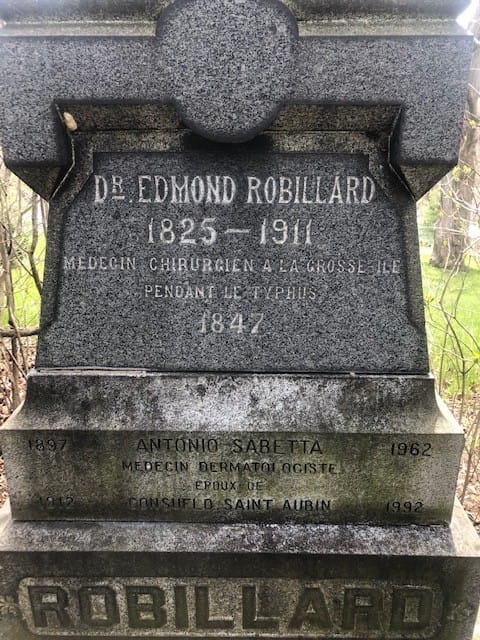 DR. EDMOND ROBILLARD
1825 — 1911
MEDECIN CHIRURGIEN A LA GROSSE-ILE
PENDANT LE TYPHUS
1847
1897 ANTONIO SABETTA 1962
MEDECIN DERMATOLOGISTE
EPOUX DE
1912 CONSUELO SAINT AUBIN 1992
ROBILLARD